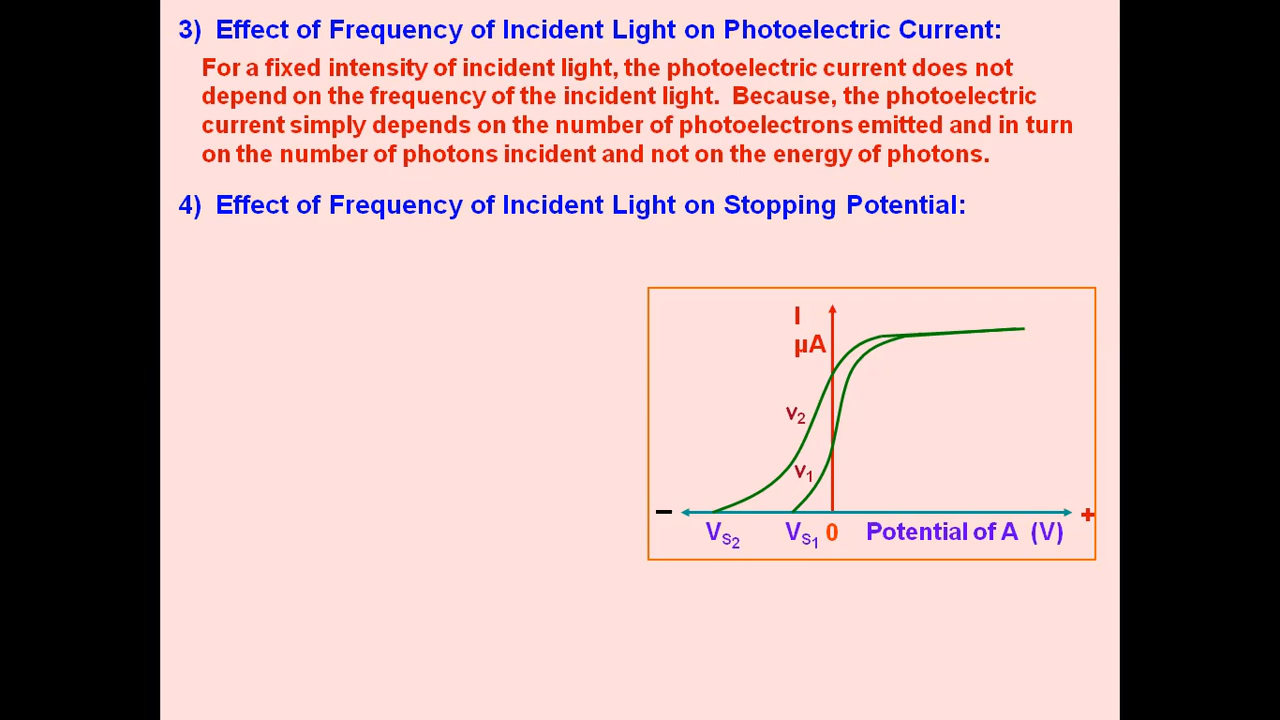 3) Effect of Frequency of Incident Light on Photoelectric Current:
For a fixed intensity of incident light, the photoelectric current does not
depend on the frequency of the incident light. Because, the photoelectric
current simply depends on the number of photoelectrons emitted and in turn
on the number of photons incident and not on the energy of photons.
4) Effect of Frequency of Incident Light on Stopping Potential:
I
µA
ν2
ν1
– +
VS2 VS1 0 Potential of A (V)